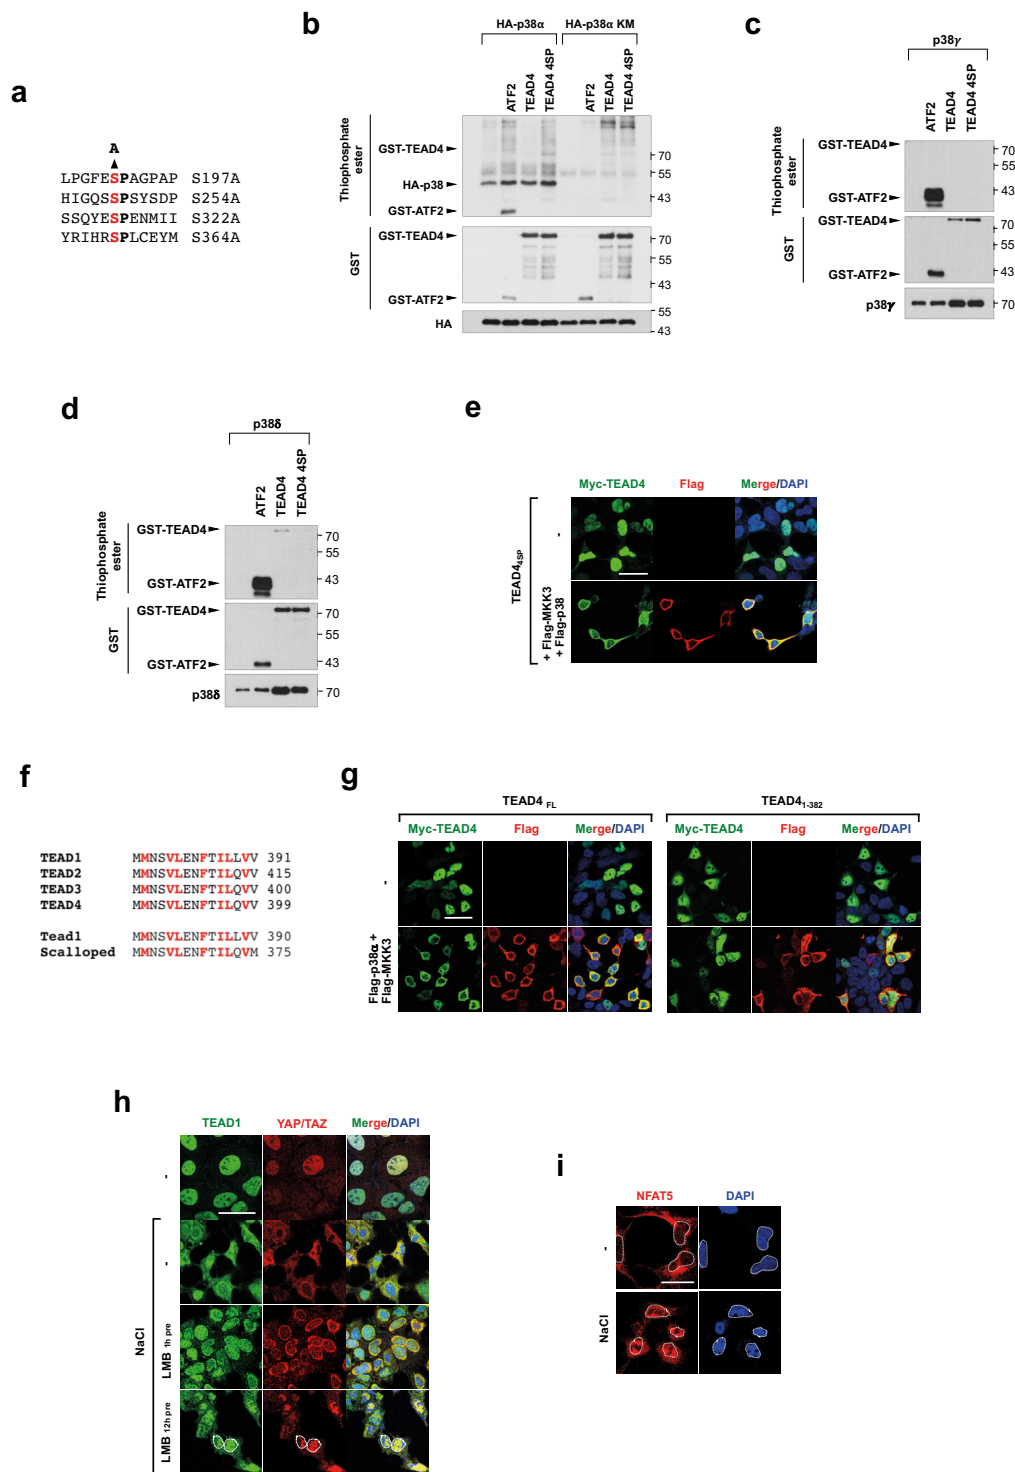 a
A
LPGFESPAGPAP S197A
HIGQSSPSYSDP S254A
SSQYESPENMII S322A
YRIHRSPLCEYM S364A
b
HA-p38α
HA-p38α KM
ATF2
TEAD4
TEAD4 4SP
ATF2
TEAD4
TEAD4 4SP
Thiophosphate ester
GST-TEAD4
HA-p38
GST-ATF2
70
55
43
GST
GST-TEAD4
GST-ATF2
70
55
43
HA
55
43
c
p38γ
ATF2
TEAD4
TEAD4 4SP
Thiophosphate ester
GST-TEAD4
GST-ATF2
70
55
43
GST
GST-TEAD4
GST-ATF2
70
55
43
p38γ
70
d
p38δ
ATF2
TEAD4
TEAD4 4SP
Thiophosphate ester
GST-TEAD4
GST-ATF2
70
55
43
GST
GST-TEAD4
GST-ATF2
70
55
43
p38δ
70
e
Myc-TEAD4 Flag Merge/DAPI
TEAD4 4SP
-
+ Flag-MKK3
+ Flag-p38
f
TEAD1 MMNSVLENFTILLVV 391
TEAD2 MMNSVLENFTILQVV 415
TEAD3 MMNSVLENFTILQVV 400
TEAD4 MMNSVLENFTILQVV 399
Tead1 MMNSVLENFTILLVV 390
Scalloped MMNSVLENFTILQVM 375
g
TEAD4 FL
TEAD4 1-382
Myc-TEAD4 Flag Merge/DAPI
Myc-TEAD4 Flag Merge/DAPI
-
Flag-p38α +
Flag-MKK3
h
TEAD1 YAP/TAZ Merge/DAPI
-
NaCl
-
LMB 1h pre
LMB 12h pre
i
NFAT5 DAPI
-
NaCl